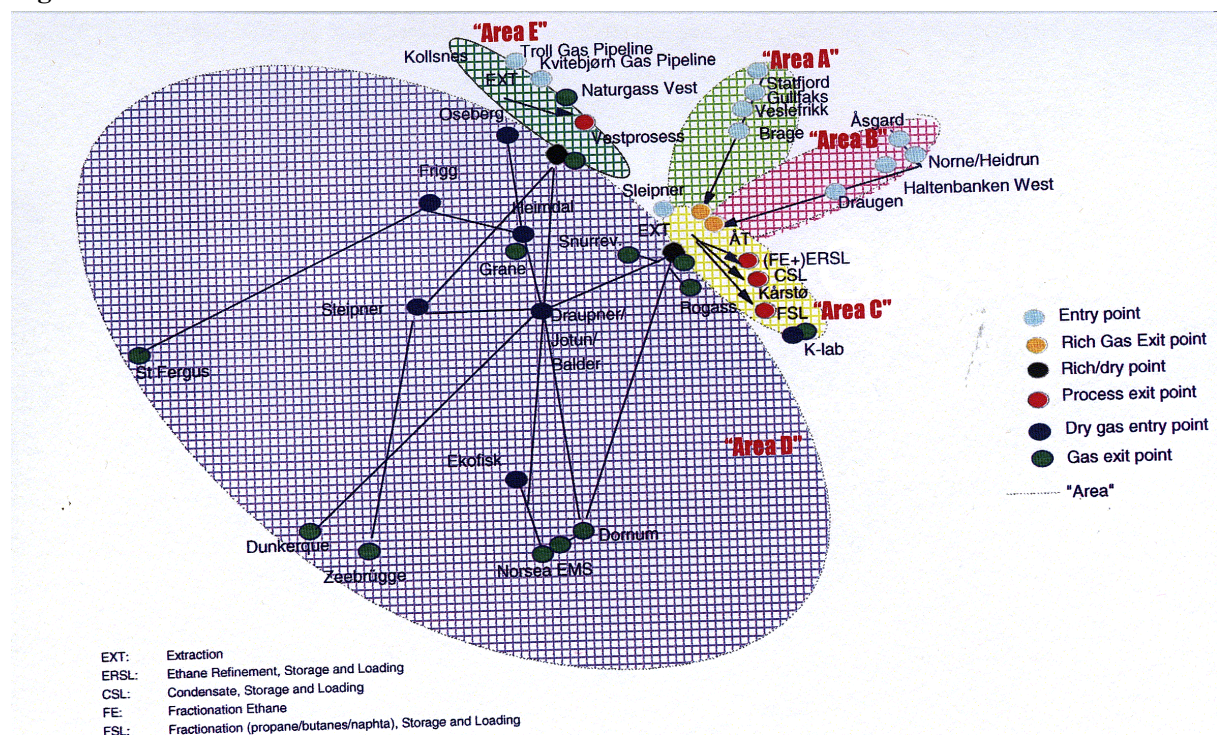 "Area E"
Kollsnes
Troll Gas Pipeline
Kvitebjørn Gas Pipeline
EXT
Naturgass Vest
Oseberg
Vestprosess
"Area A"
Statfjord
Gullfaks
Veslefrikk
Brage
Åsgard
"Area B"
Norne/Heidrun
Haltenbanken West
Draugen
Frigg
Sleipner
Heimdal
EXT
ÅT
Snurrev.
(FE+)ERSL
CSL
Grane
Kårstø
Rogass
FSL
"Area C"
Sleipner
Draupner/
Jotun/
Balder
K-lab
St Fergus
"Area D"
Ekofisk
Dornum
Dunkerque
Norsea EMS
Zeebrügge
Entry point
Rich Gas Exit point
Rich/dry point
Process exit point
Dry gas entry point
Gas exit point
"Area"
EXT: Extraction
ERSL: Ethane Refinement, Storage and Loading
CSL: Condensate, Storage and Loading
FE: Fractionation Ethane
FSL: Fractionation (propane/butanes/naphta), Storage and Loading